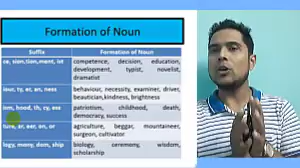 Formation of Noun
Suffix Formation of Noun
ce, sion,tion,ment, ist competence, decision, education,
development, typist, novelist,
dramatist
iour, ty, er, an, ness behaviour, necessity, examiner, driver,
beautician,kindness, brightness
ism, hood, th, cy, ess patriotism, childhood, death,
democracy, success
ture, ar, eer, on, or agriculture, beggar, mountaineer,
surgeon, cultivator
logy, mony, dom, ship biology, ceremony, wisdom,
scholarship